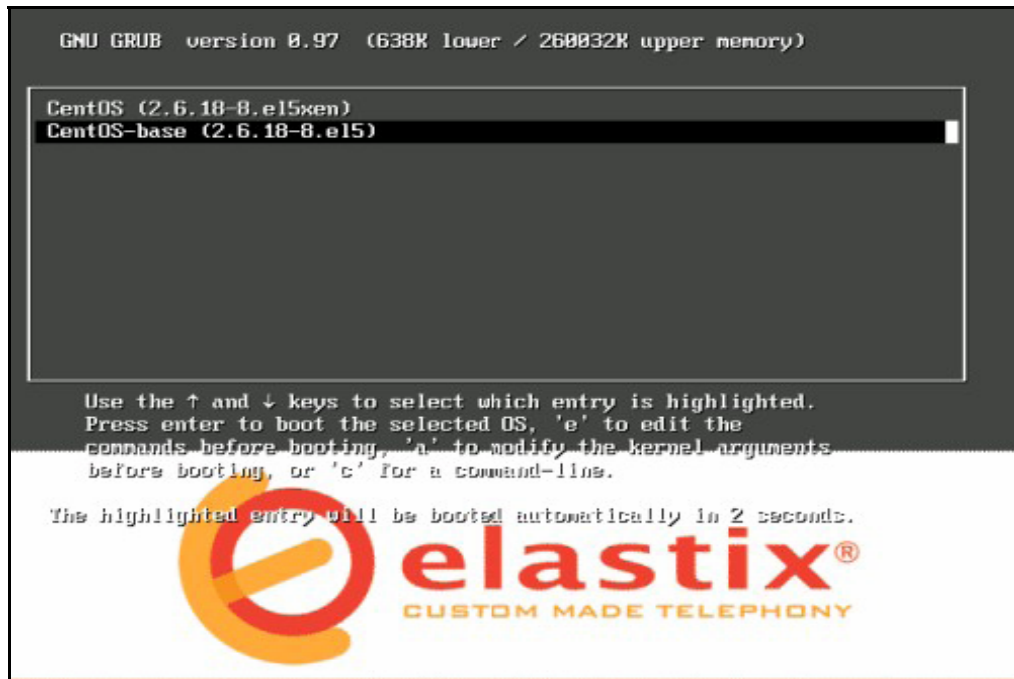 GNU GRUB version 0.97 (638K lower / 260032K upper memory)
CentOS (2.6.18-8.el5xen)
CentOS-base (2.6.18-8.el5)
Use the ↑ and ↓ keys to select which entry is highlighted.
Press enter to boot the selected OS, 'e' to edit the
commands before booting, 'a' to modify the kernel arguments
before booting, or 'c' for a command-line.
The highlighted entry will be booted automatically in 2 seconds.
elastix®
CUSTOM MADE TELEPHONY